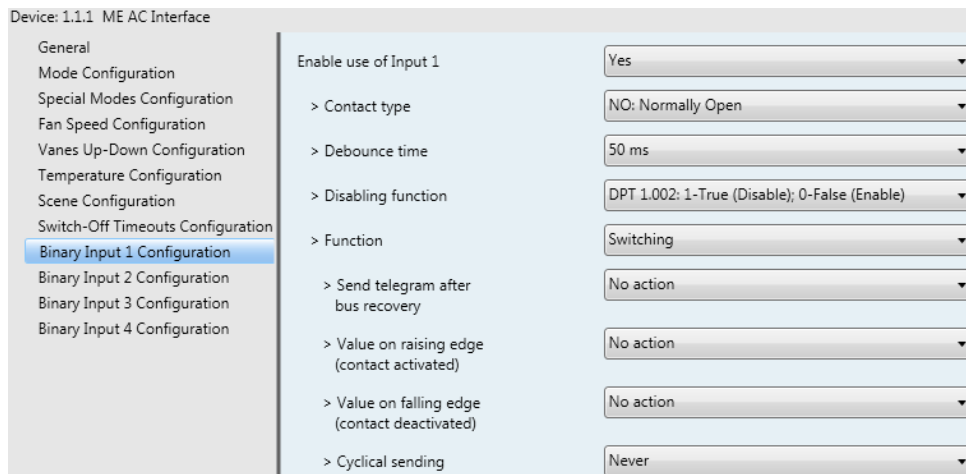 Device: 1.1.1 ME AC Interface
General
Mode Configuration
Special Modes Configuration
Fan Speed Configuration
Vanes Up-Down Configuration
Temperature Configuration
Scene Configuration
Switch-Off Timeouts Configuration
Binary Input 1 Configuration
Binary Input 2 Configuration
Binary Input 3 Configuration
Binary Input 4 Configuration
Enable use of Input 1 Yes
> Contact type NO: Normally Open
> Debounce time 50 ms
> Disabling function DPT 1.002: 1-True (Disable); 0-False (Enable)
> Function Switching
> Send telegram after No action
bus recovery
> Value on raising edge No action
(contact activated)
> Value on falling edge No action
(contact deactivated)
> Cyclical sending Never